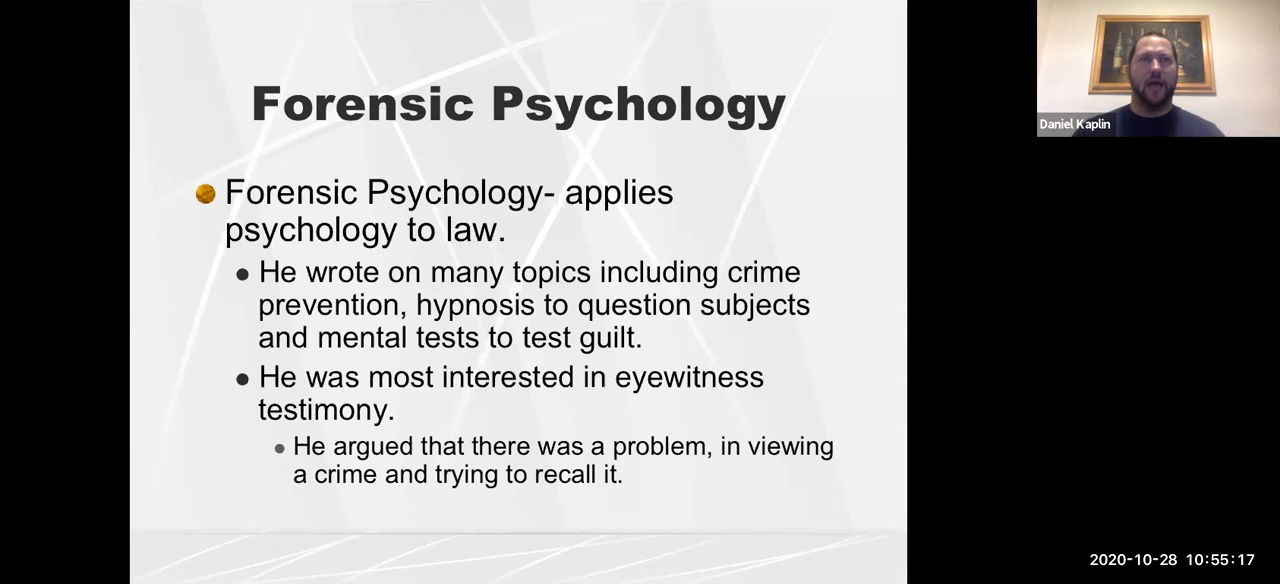 Forensic Psychology
Forensic Psychology- applies
psychology to law.
He wrote on many topics including crime
prevention, hypnosis to question subjects
and mental tests to test guilt.
He was most interested in eyewitness
testimony.
He argued that there was a problem, in viewing
a crime and trying to recall it.
Daniel Kaplin
2020-10-28 10:55:17